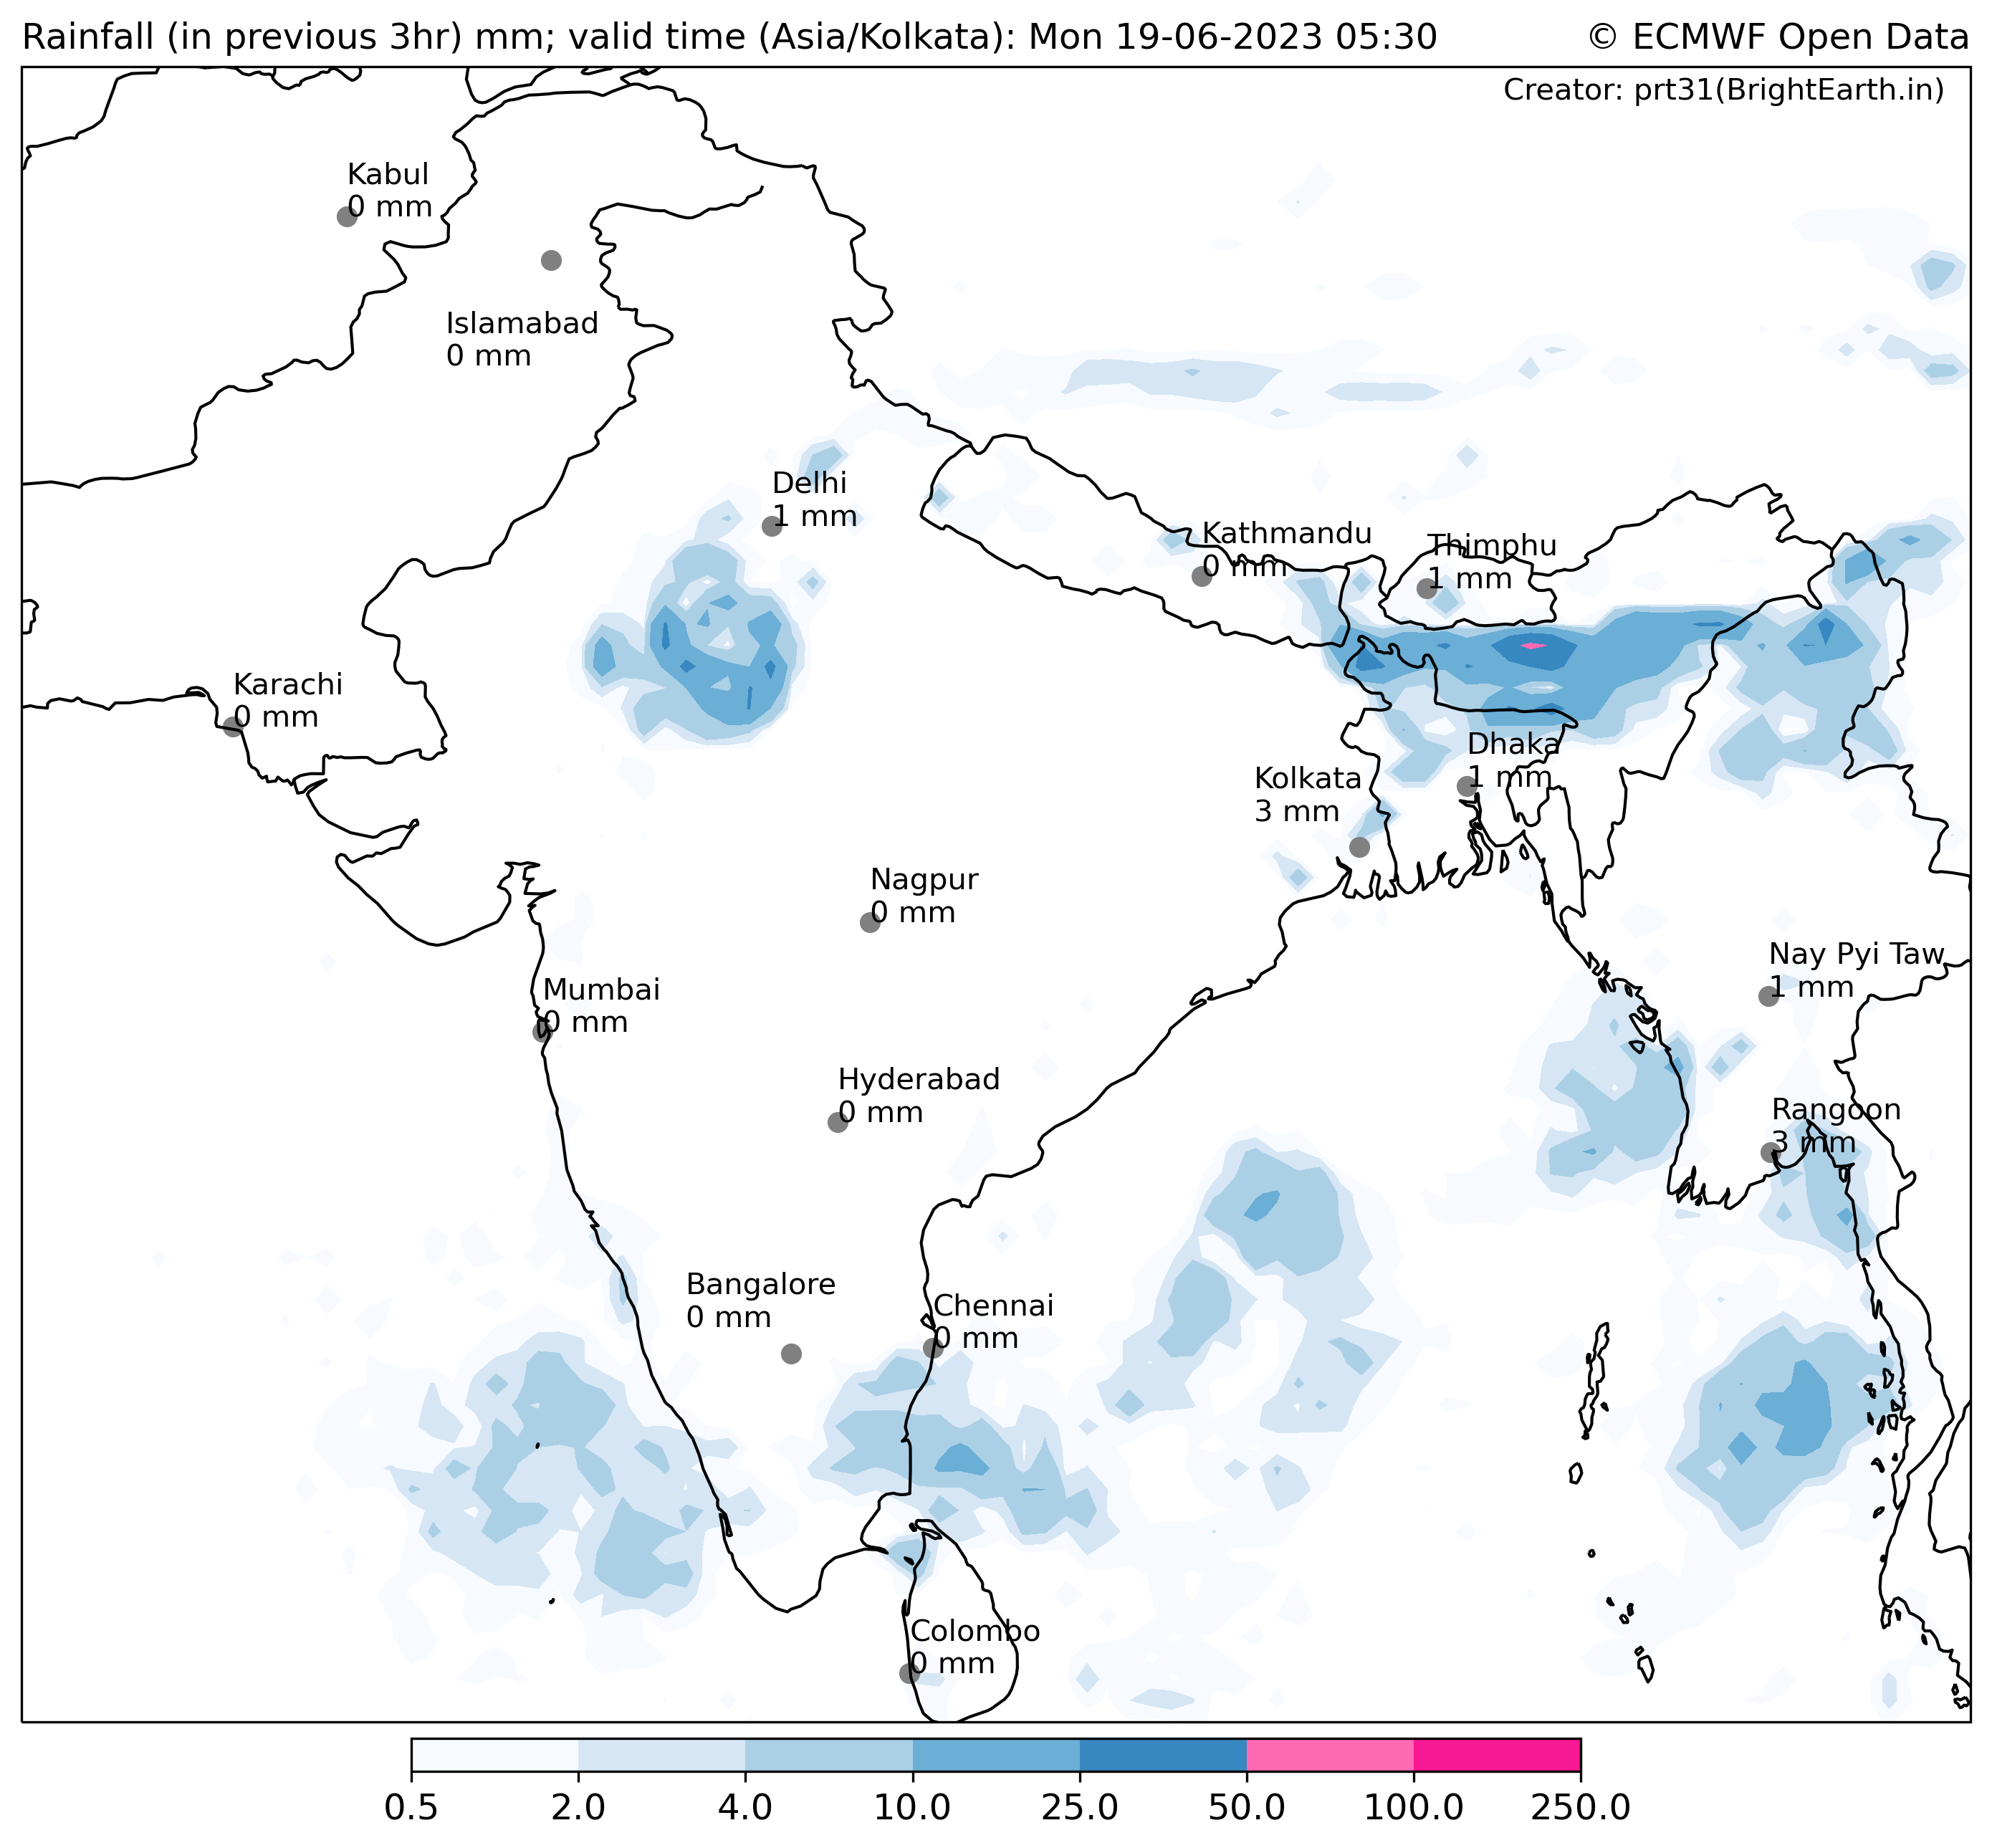 Rainfall (in previous 3hr) mm; valid time (Asia/Kolkata): Mon 19-06-2023 05:30
© ECMWF Open Data
Creator: prt31(BrightEarth.in)
Kabul
0 mm
Islamabad
0 mm
Delhi
1 mm
Kathmandu
0 mm
Thimphu
1 mm
Karachi
0 mm
Dhaka
1 mm
Kolkata
3 mm
Nagpur
0 mm
Nay Pyi Taw
1 mm
Mumbai
0 mm
Hyderabad
0 mm
Rangoon
3 mm
Bangalore
0 mm
Chennai
0 mm
Colombo
0 mm
0.5 2.0 4.0 10.0 25.0 50.0 100.0 250.0